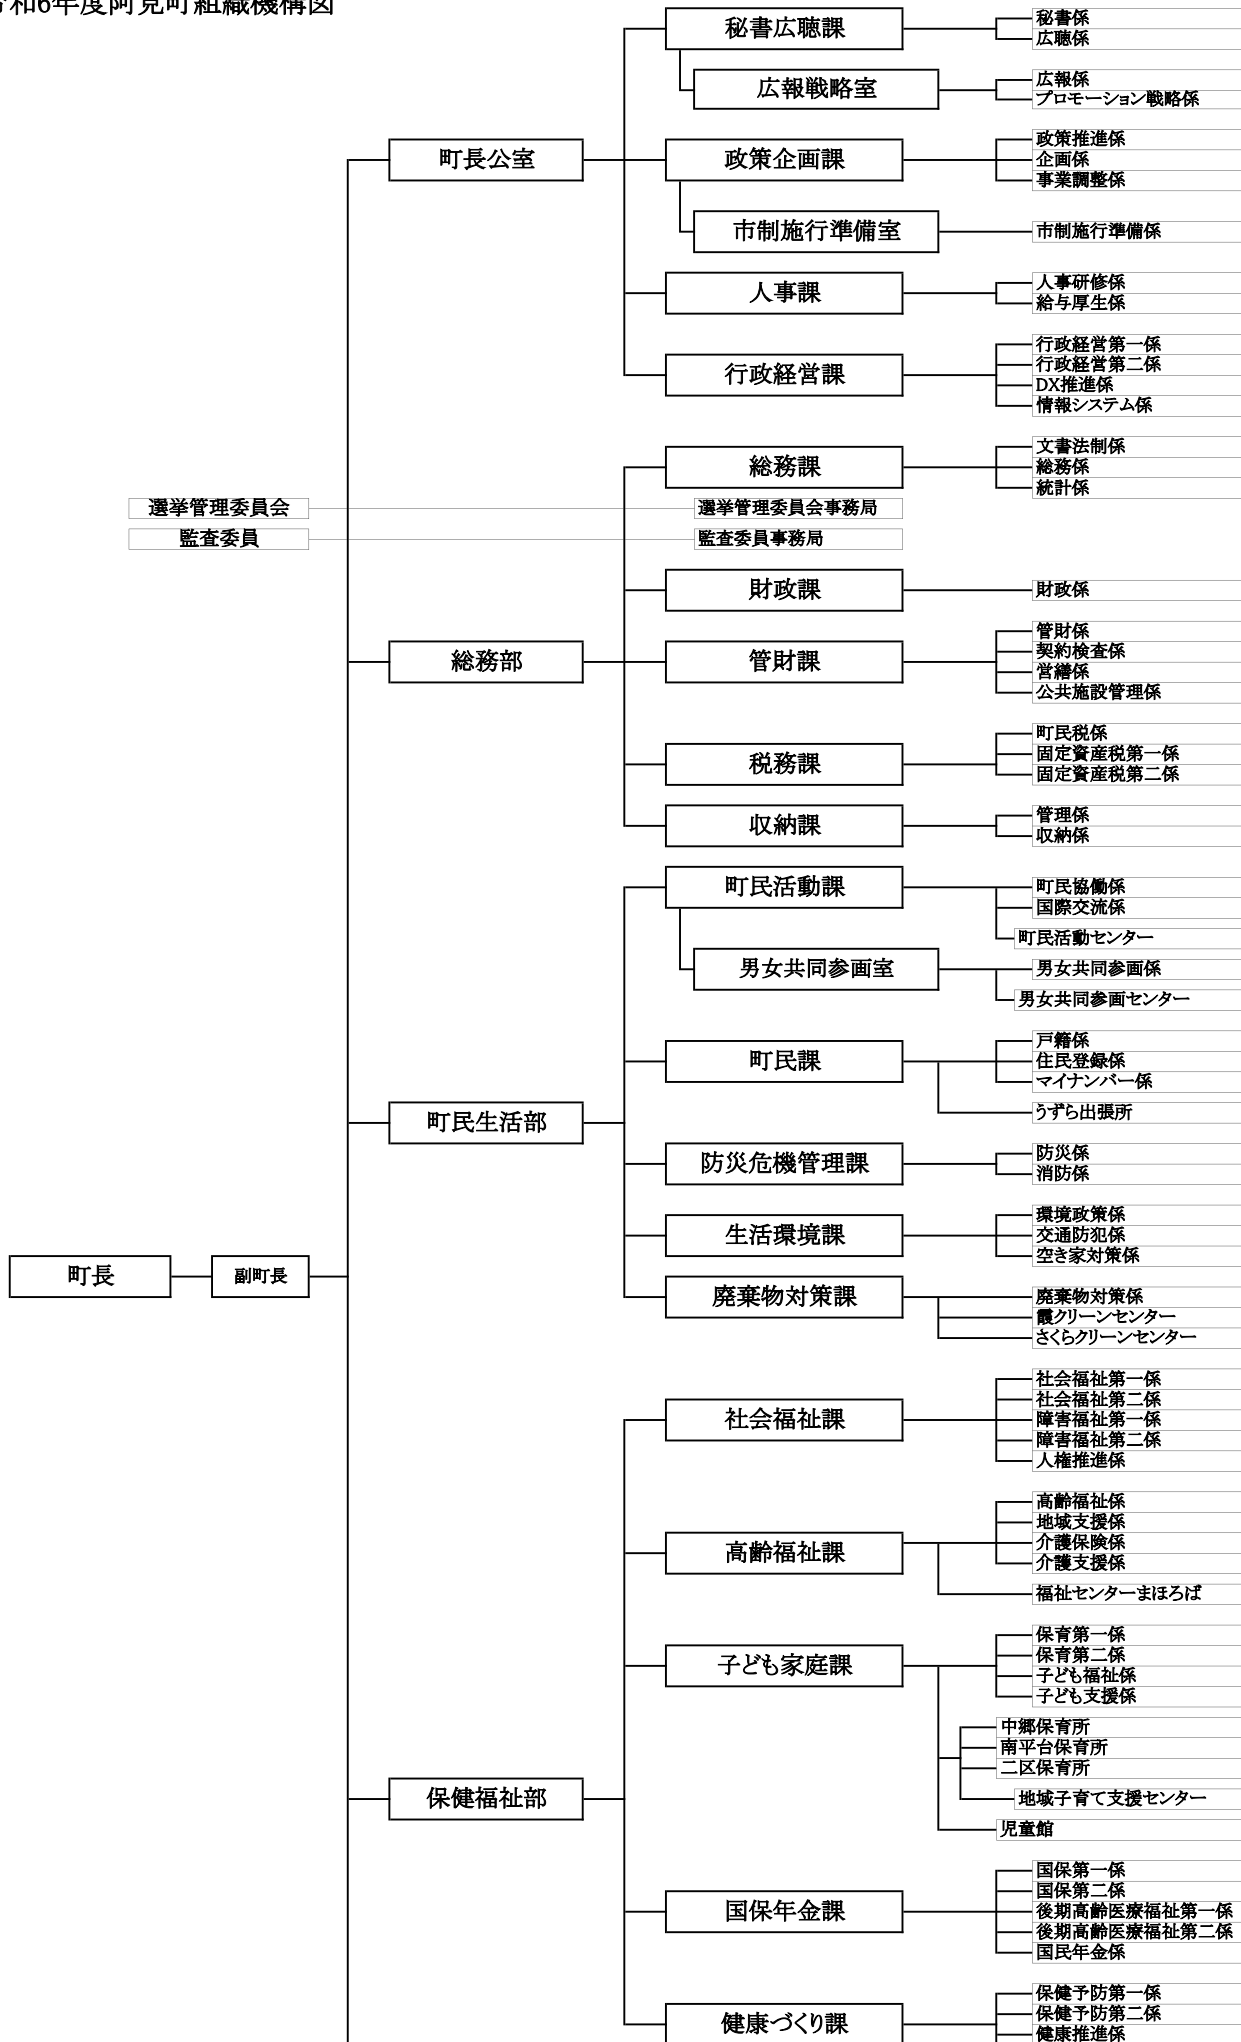 令和6年度阿見町組織機構図
秘書広聴課
秘書係
広聴係
広報戦略室
広報係
プロモーション戦略係
町長公室
政策企画課
政策推進係
企画係
事業調整係
市制施行準備室
市制施行準備係
人事課
人事研修係
給与厚生係
行政経営課
行政経営第一係
行政経営第二係
DX推進係
情報システム係
総務課
文書法制係
総務係
統計係
選挙管理委員会
選挙管理委員会事務局
監査委員
監査委員事務局
財政課
財政係
総務部
管財課
管財係
契約検査係
営繕係
公共施設管理係
税務課
町民税係
固定資産税第一係
固定資産税第二係
収納課
管理係
収納係
町民活動課
町民協働係
国際交流係
町民活動センター
男女共同参画室
男女共同参画係
男女共同参画センター
町民課
戸籍係
住民登録係
マイナンバー係
うずら出張所
町民生活部
防災危機管理課
防災係
消防係
生活環境課
環境政策係
交通防犯係
空き家対策係
町長
副町長
廃棄物対策課
廃棄物対策係
霞クリーンセンター
さくらクリーンセンター
社会福祉課
社会福祉第一係
社会福祉第二係
障害福祉第一係
障害福祉第二係
人権推進係
高齢福祉課
高齢福祉係
地域支援係
介護保険係
介護支援係
福祉センターまほろば
子ども家庭課
保育第一係
保育第二係
子ども福祉係
子ども支援係
中郷保育所
南平台保育所
二区保育所
地域子育て支援センター
児童館
保健福祉部
国保年金課
国保第一係
国保第二係
後期高齢医療福祉第一係
後期高齢医療福祉第二係
国民年金係
健康づくり課
保健予防第一係
保健予防第二係
健康推進係